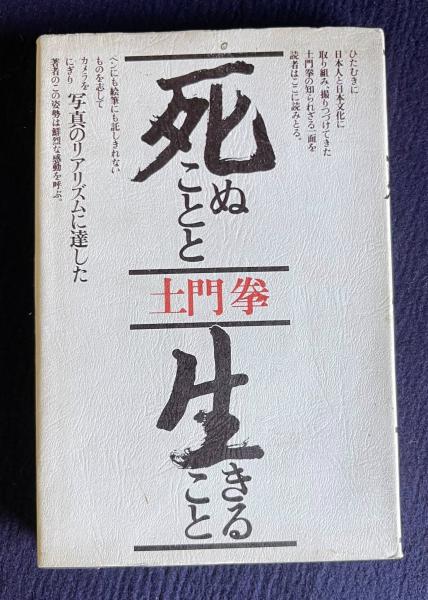 ひたむきに
日本人と日本文化に
取り組み、撮りつづけてきた
土門拳の知られざる一面を
読者はここに読みとる。
死ぬ
ことと
土門拳
生きる
こと
ペンにも絵筆にも託しきれない
ものを志して
カメラを
にぎり 写真のリアリズムに達した
著者のこの姿勢は鮮烈な感動を呼ぶ。